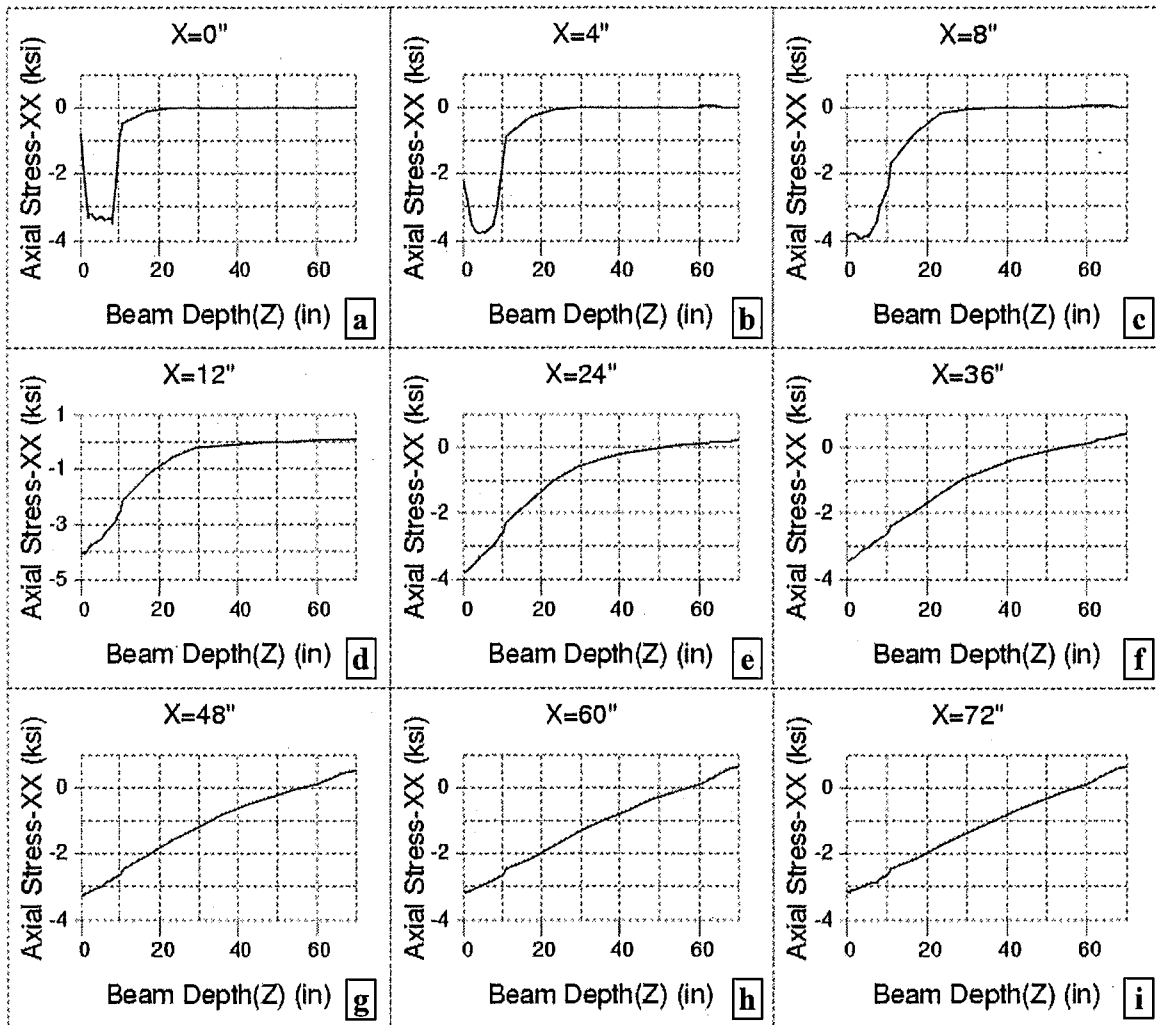 X=0"
Axial Stress-XX (ksi)
0
-2
-4
0 20 40 60
Beam Depth(Z) (in) a
X=4"
Axial Stress-XX (ksi)
0
-2
-4
0 20 40 60
Beam Depth(Z) (in) b
X=8"
Axial Stress-XX (ksi)
0
-2
-4
0 20 40 60
Beam Depth(Z) (in) c
X=12"
Axial Stress-XX (ksi)
1
-1
-3
-5
0 20 40 60
Beam Depth(Z) (in) d
X=24"
Axial Stress-XX (ksi)
0
-2
-4
0 20 40 60
Beam Depth(Z) (in) e
X=36"
Axial Stress-XX (ksi)
0
-2
-4
0 20 40 60
Beam Depth(Z) (in) f
X=48"
Axial Stress-XX (ksi)
0
-2
-4
0 20 40 60
Beam Depth(Z) (in) g
X=60"
Axial Stress-XX (ksi)
0
-2
-4
0 20 40 60
Beam Depth(Z) (in) h
X=72"
Axial Stress-XX (ksi)
0
-2
-4
0 20 40 60
Beam Depth(Z) (in) i